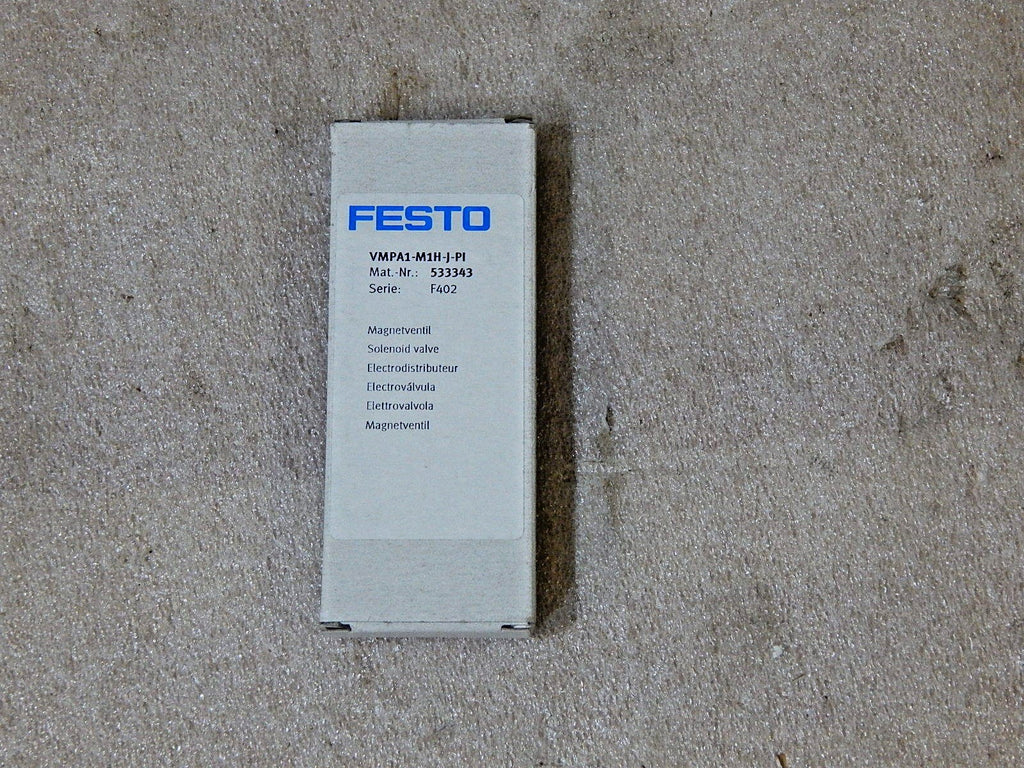 FESTO
VMPA1-M1H-J-PI
Mat.-Nr.: 533343
Serie: F402
Magnetventil
Solenoid valve
Electrodistributeur
Electroválvula
Elettrovalvola
Magnetventil